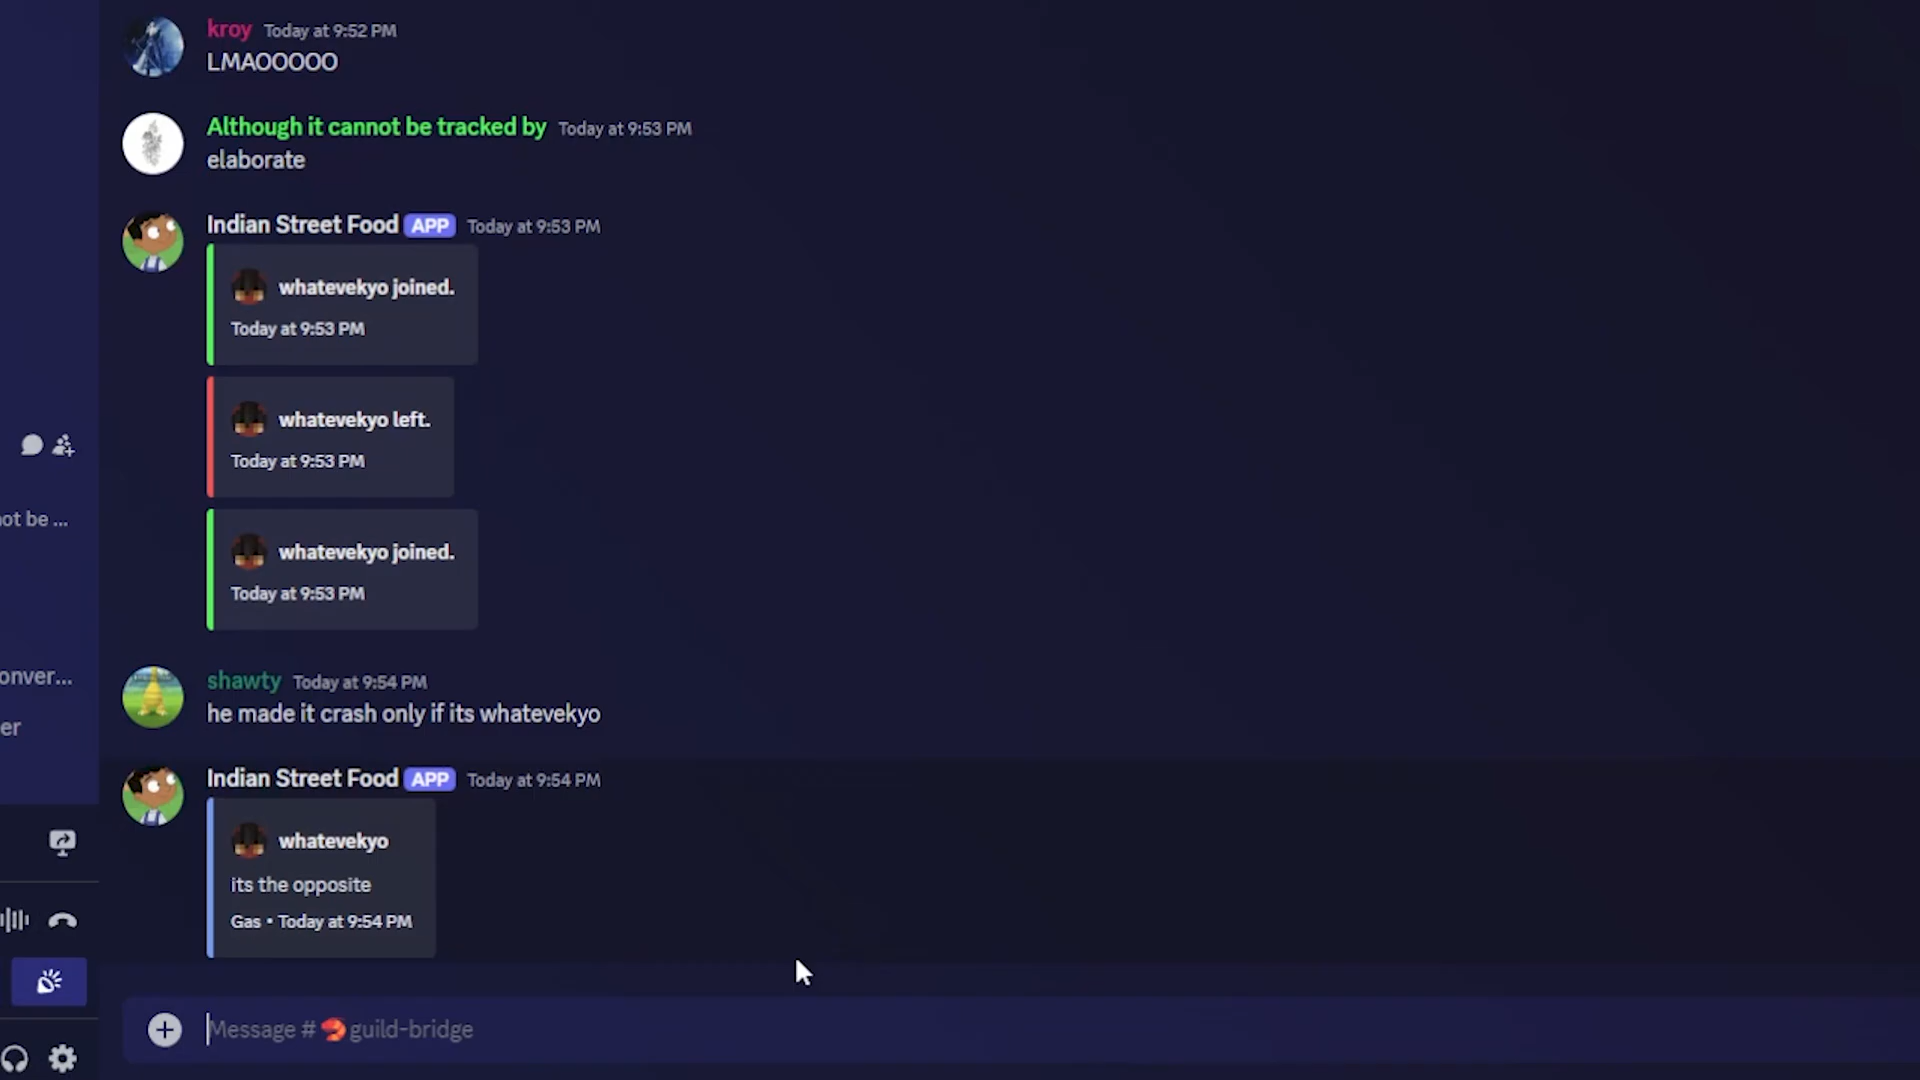 kroy Today at 9:52 PM
LMAOOOOO
Although it cannot be tracked by Today at 9:53 PM
elaborate
Indian Street Food APP Today at 9:53 PM
whatevekyo joined.
Today at 9:53 PM
whatevekyo left.
Today at 9:53 PM
not be ...
whatevekyo joined.
Today at 9:53 PM
onver...
shawty Today at 9:54 PM
he made it crash only if its whatevekyo
er
Indian Street Food APP Today at 9:54 PM
whatevekyo
its the opposite
Gas • Today at 9:54 PM
Message # 🦐 guild-bridge